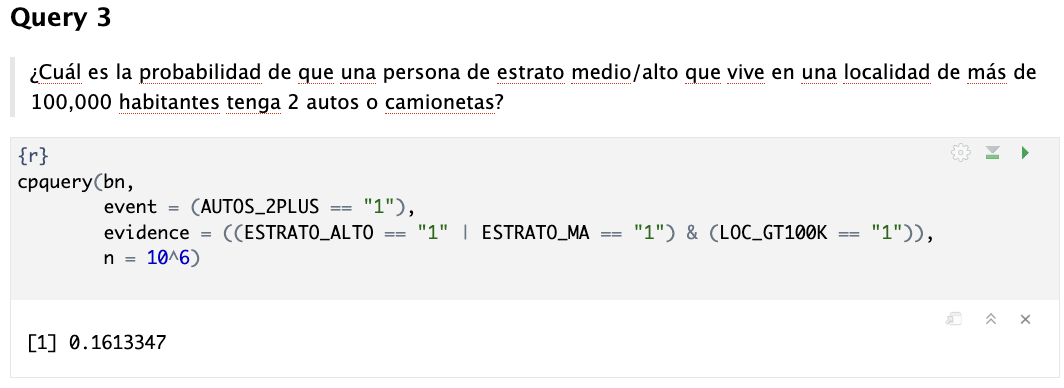 Query 3
¿Cuál es la probabilidad de que una persona de estrato medio/alto que vive en una localidad de más de
100,000 habitantes tenga 2 autos o camionetas?
{r}
cpquery(bn,
event = (AUTOS_2PLUS == "1"),
evidence = ((ESTRATO_ALTO == "1" | ESTRATO_MA == "1") & (LOC_GT100K == "1")),
n = 10^6)
[1] 0.1613347